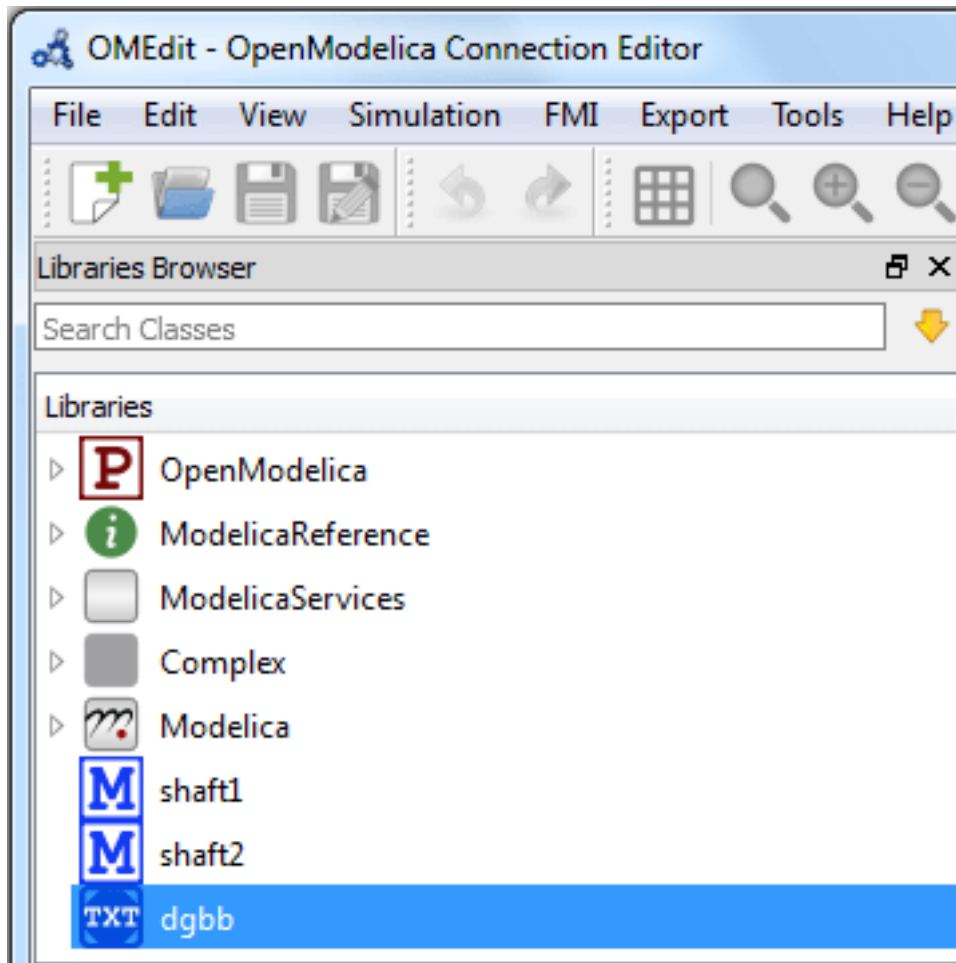 OMEdit - OpenModelica Connection Editor
File Edit View Simulation FMI Export Tools Help
Libraries Browser
Search Classes
Libraries
P OpenModelica
i ModelicaReference
ModelicaServices
Complex
m Modelica
M shaft1
M shaft2
TXT dgbb